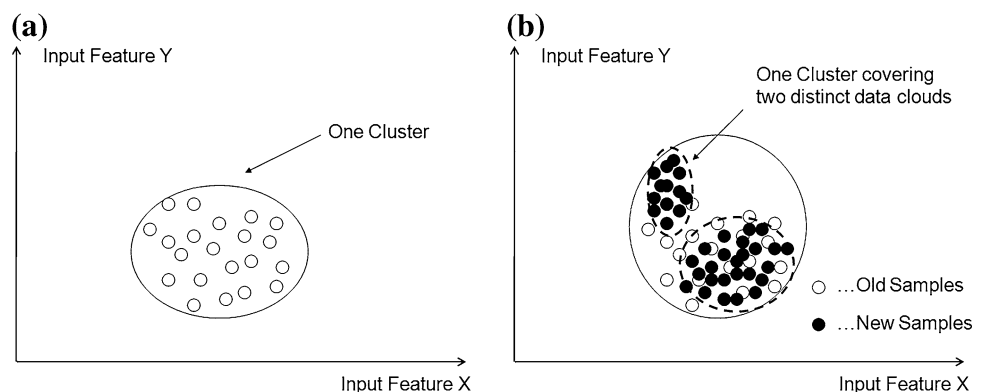 (a)
Input Feature Y
One Cluster
Input Feature X
(b)
Input Feature Y
One Cluster covering
two distinct data clouds
...Old Samples
...New Samples
Input Feature X